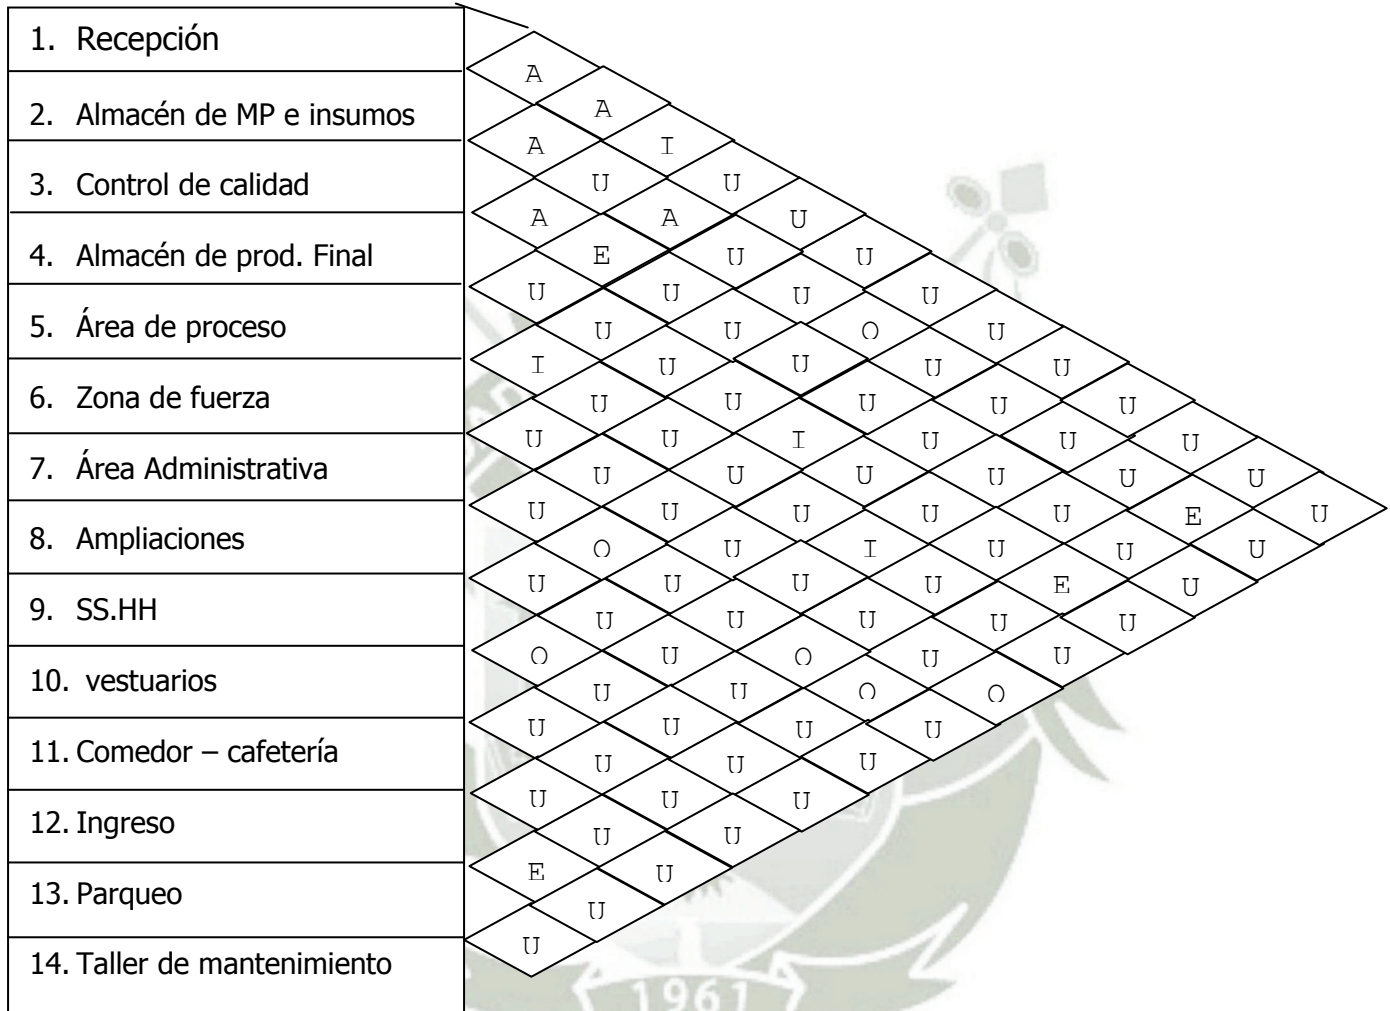 1. Recepción
2. Almacén de MP e insumos
3. Control de calidad
4. Almacén de prod. Final
5. Área de proceso
6. Zona de fuerza
7. Área Administrativa
8. Ampliaciones
9. SS.HH
10. vestuarios
11. Comedor – cafetería
12. Ingreso
13. Parqueo
14. Taller de mantenimiento
A
A
A I
U U
A A U
E U U
U U U U
U U O U
I U U U U
U U U U U
U U I U U U
U U U U U U
U U U U U E U
O U I U U U
U U U U E U
U U U U U
O U O U U
U U O O
U U U U
U U U
U U U
U U
E U
U
U
1961